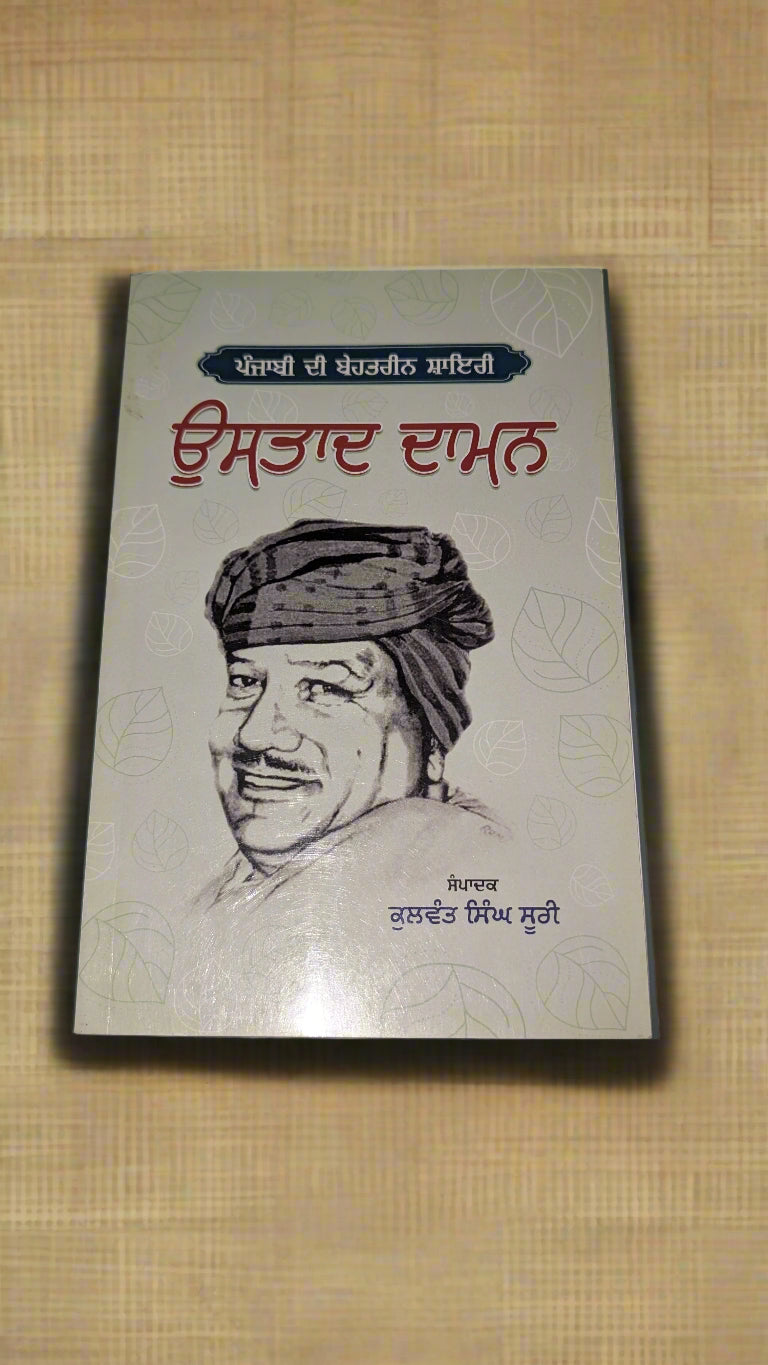 ਪੰਜਾਬੀ ਦੀ ਬੇਹਤਰੀਨ ਸ਼ਾਇਰੀ
ਉਸਤਾਦ ਦਾਮਨ
ਸੰਪਾਦਕ
ਕੁਲਵੰਤ ਸਿੰਘ ਸੂਰੀ